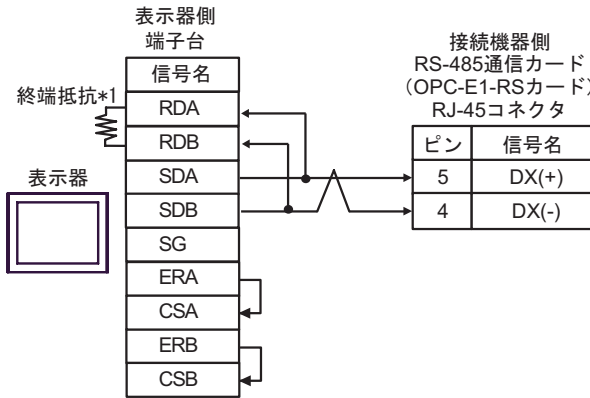 表示器側
端子台
信号名
終端抵抗*1
RDA
RDB
SDA
SDB
SG
ERA
CSA
ERB
CSB
表示器
接続機器側
RS-485通信カード
（OPC-E1-RSカード）
RJ-45コネクタ
ピン 信号名
5 DX(+)
4 DX(-)